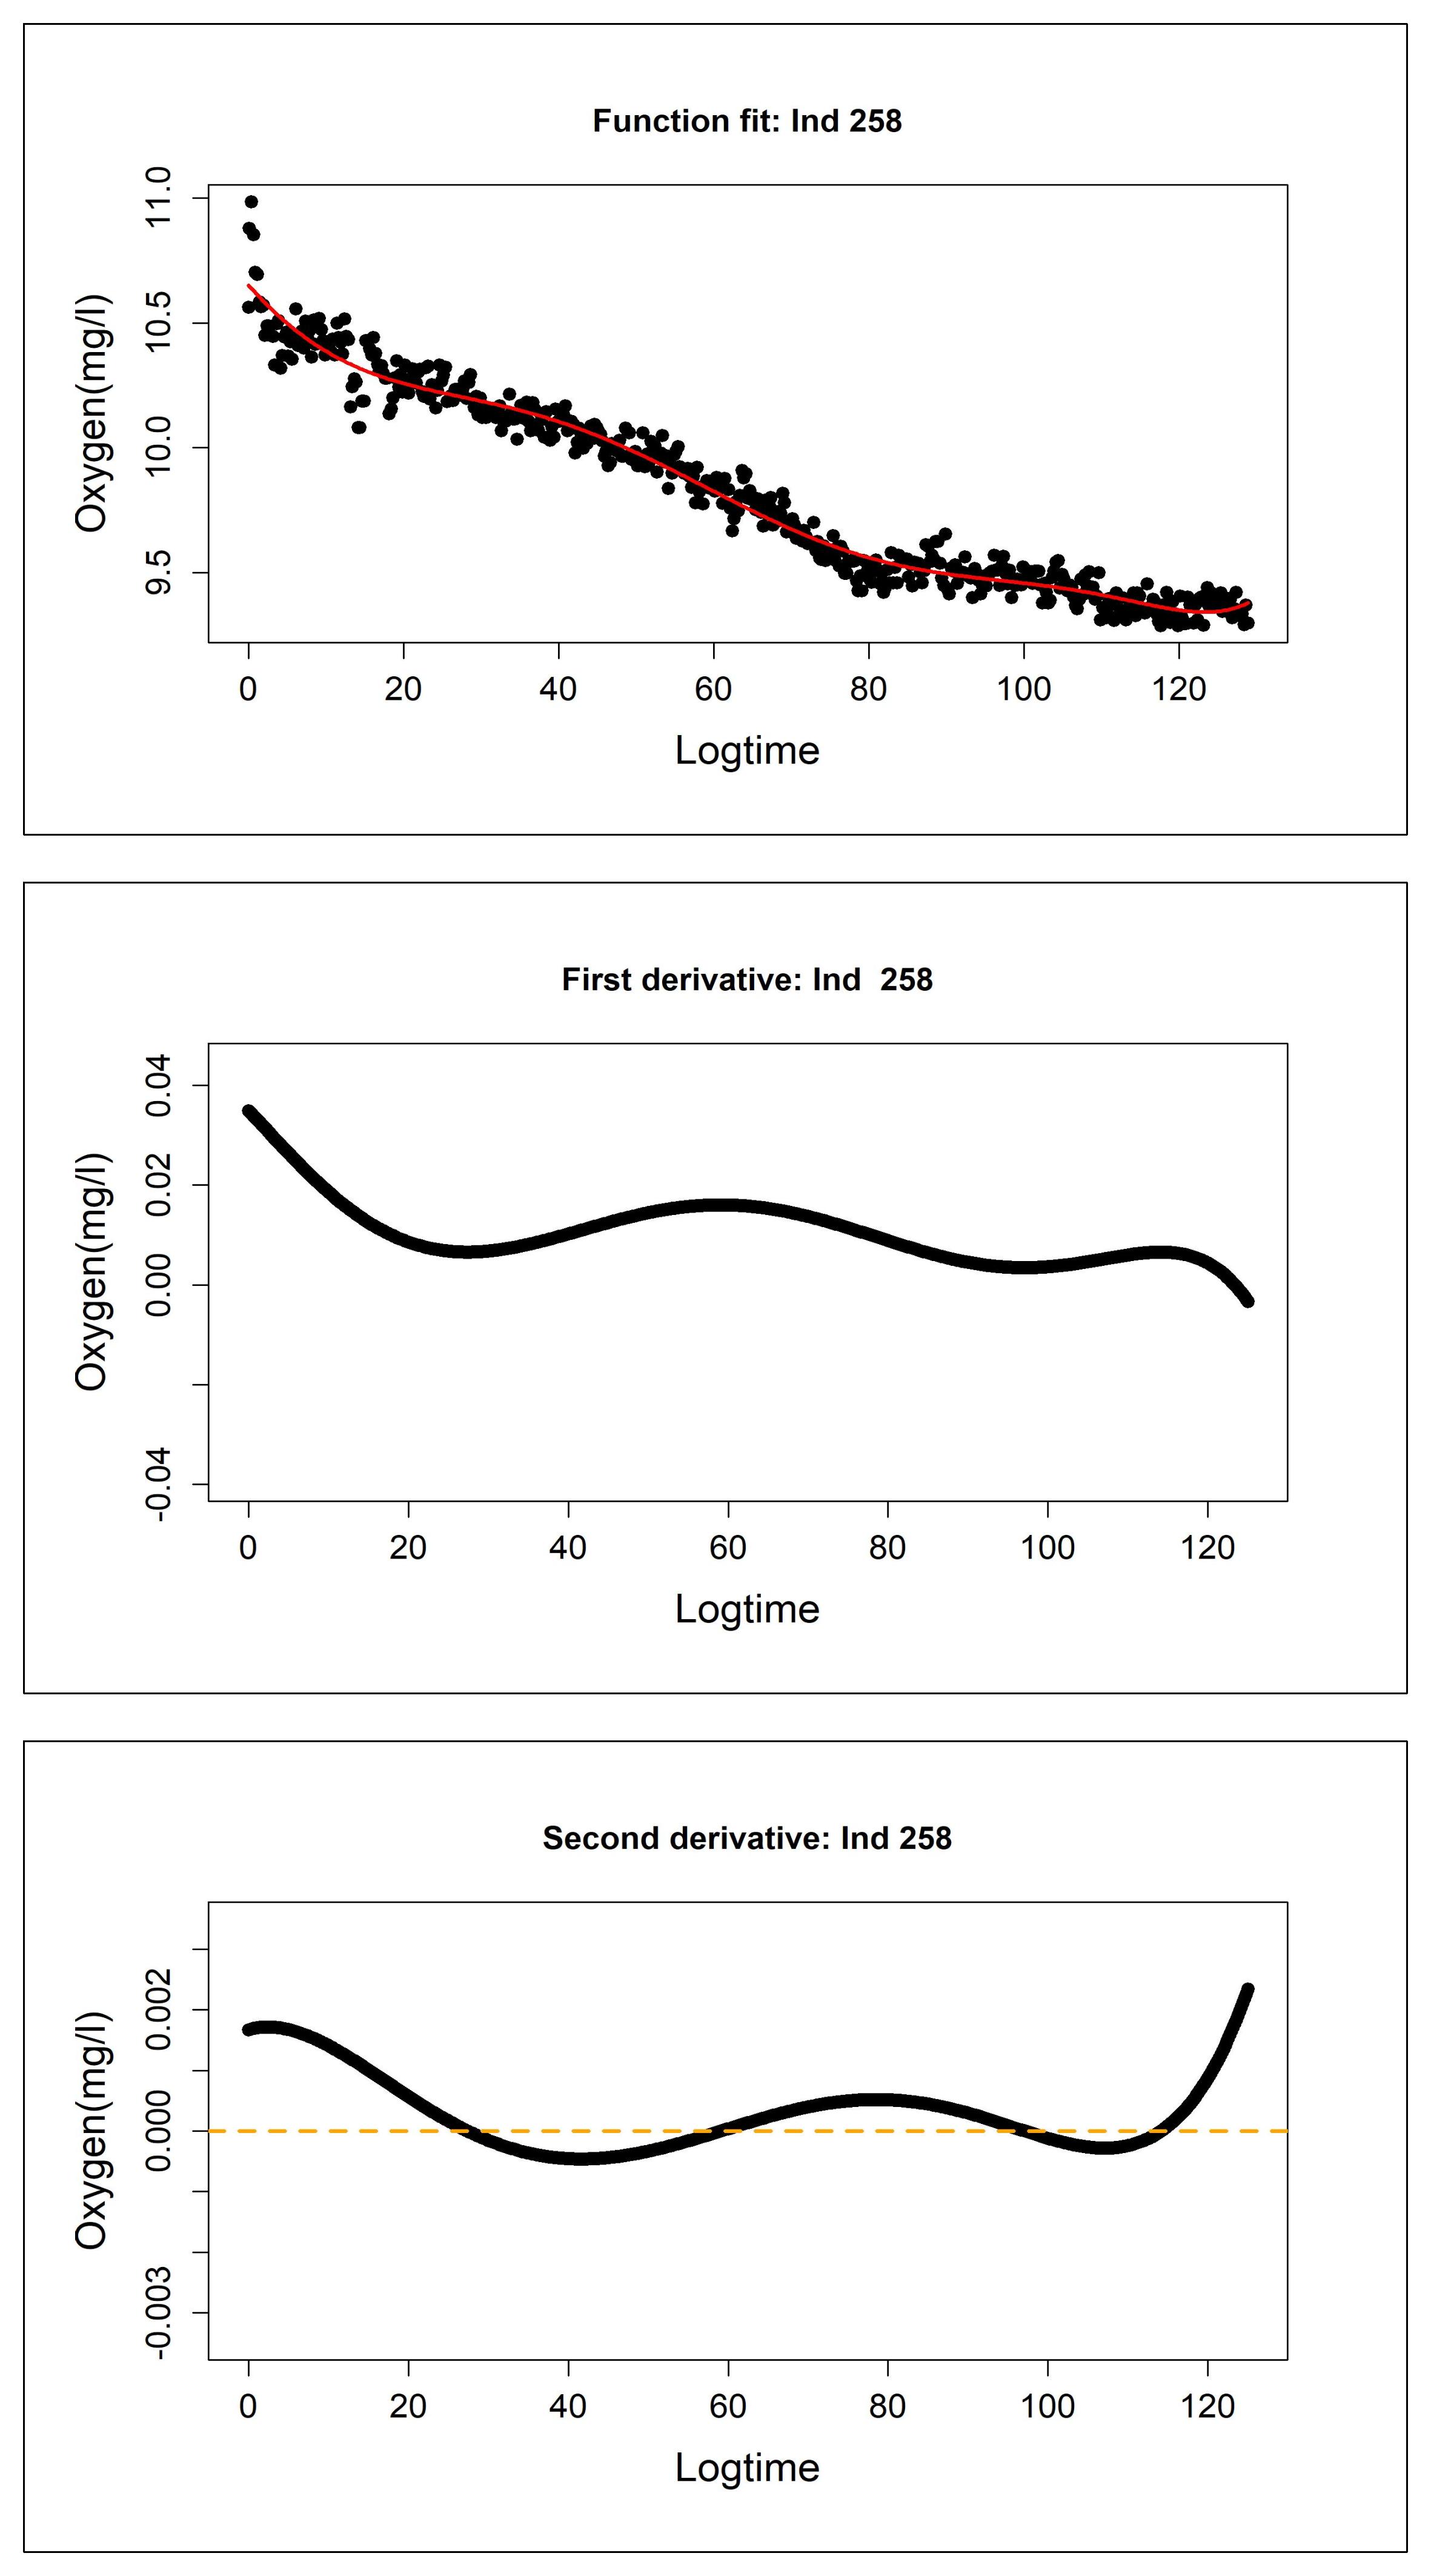 Function fit: Ind 258
Oxygen(mg/l)
11.0
10.5
10.0
9.5
0 20 40 60 80 100 120
Logtime
First derivative: Ind  258
Oxygen(mg/l)
0.04
0.02
0.00
-0.04
0 20 40 60 80 100 120
Logtime
Second derivative: Ind 258
Oxygen(mg/l)
0.002
0.000
-0.003
0 20 40 60 80 100 120
Logtime